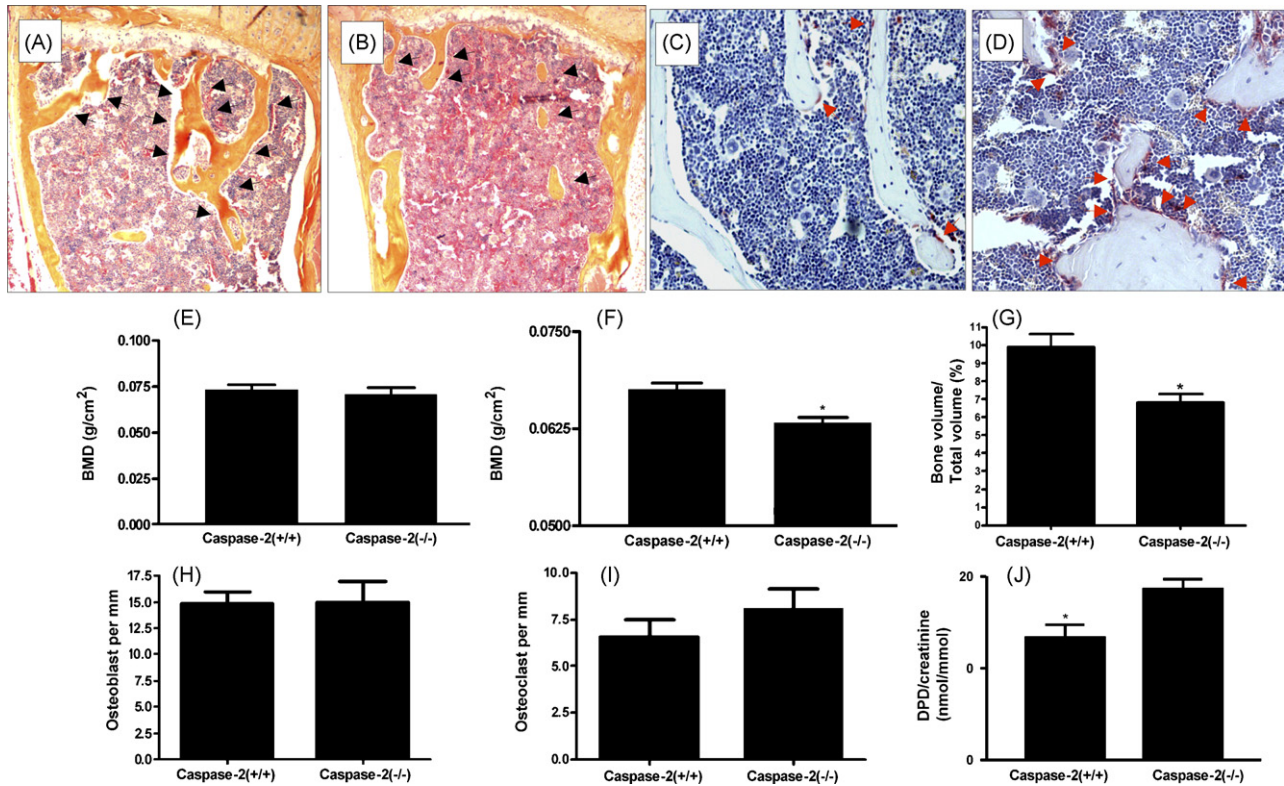 (A)
(B)
(C)
(D)
(E)
BMD (g/cm²)
0.100
0.075
0.050
0.025
0.000
Caspase-2(+/+)
Caspase-2(-/-)
(F)
BMD (g/cm²)
0.0750
0.0625
0.0500
*
Caspase-2(+/+)
Caspase-2(-/-)
(G)
Bone volume/
Total volume (%)
11
10
9
8
7
6
5
4
3
2
1
0
*
Caspase-2(+/+)
Caspase-2(-/-)
(H)
Osteoblast per mm
17.5
15.0
12.5
10.0
7.5
5.0
2.5
0.0
Caspase-2(+/+)
Caspase-2(-/-)
(I)
Osteoclast per mm
10.0
7.5
5.0
2.5
0.0
Caspase-2(+/+)
Caspase-2(-/-)
(J)
DPD/creatinine
(nmol/mmol)
20
0
0
*
Caspase-2(+/+)
Caspase-2(-/-)